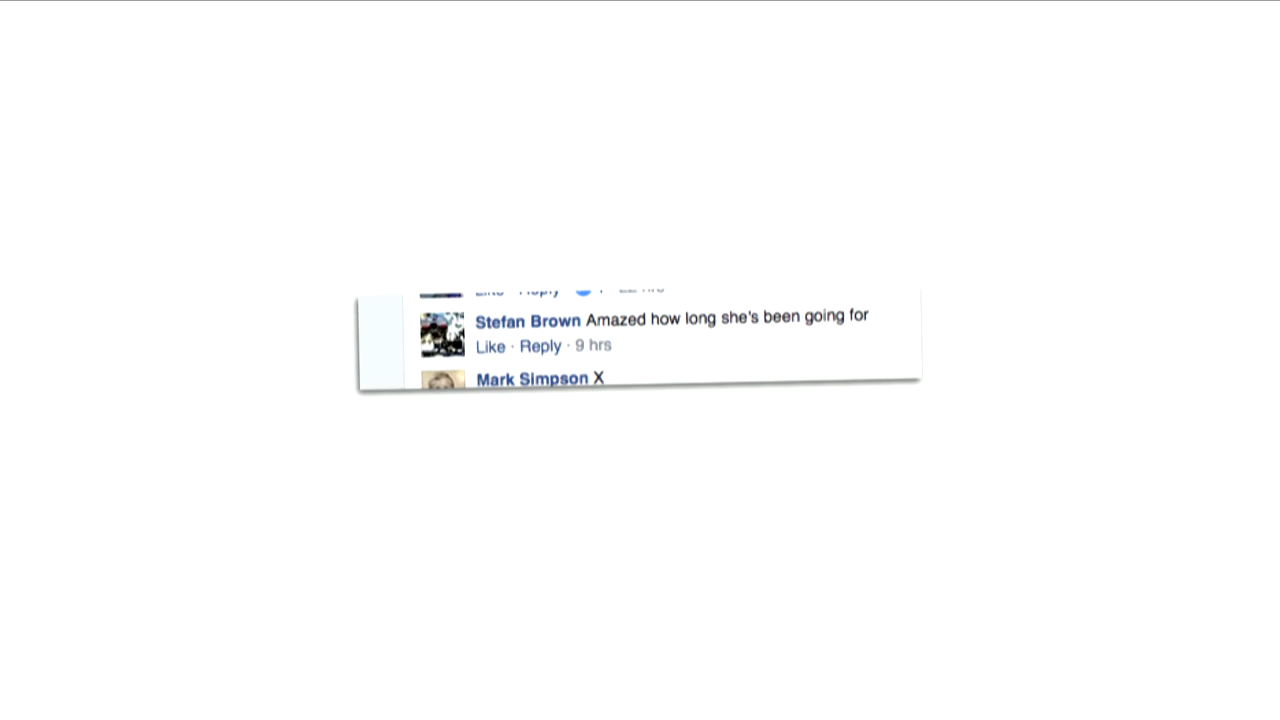 Stefan Brown Amazed how long she's been going for
Like · Reply · 9 hrs
Mark Simpson X